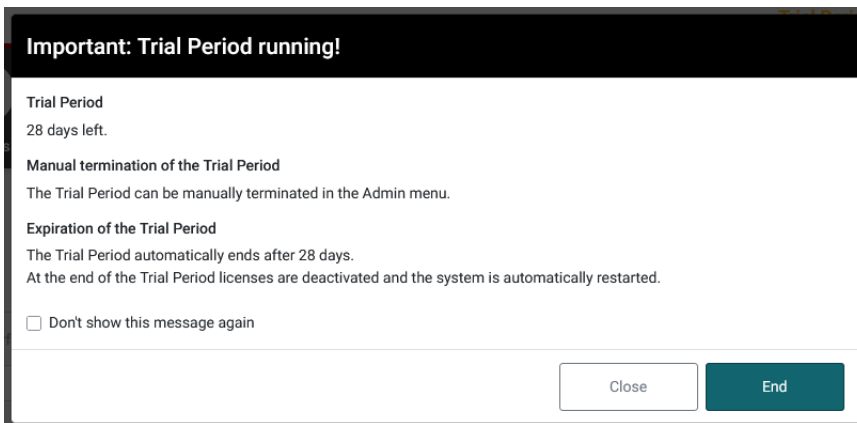 Important: Trial Period running!
Trial Period
28 days left.
Manual termination of the Trial Period
The Trial Period can be manually terminated in the Admin menu.
Expiration of the Trial Period
The Trial Period automatically ends after 28 days.
At the end of the Trial Period licenses are deactivated and the system is automatically restarted.
Don't show this message again
Close
End